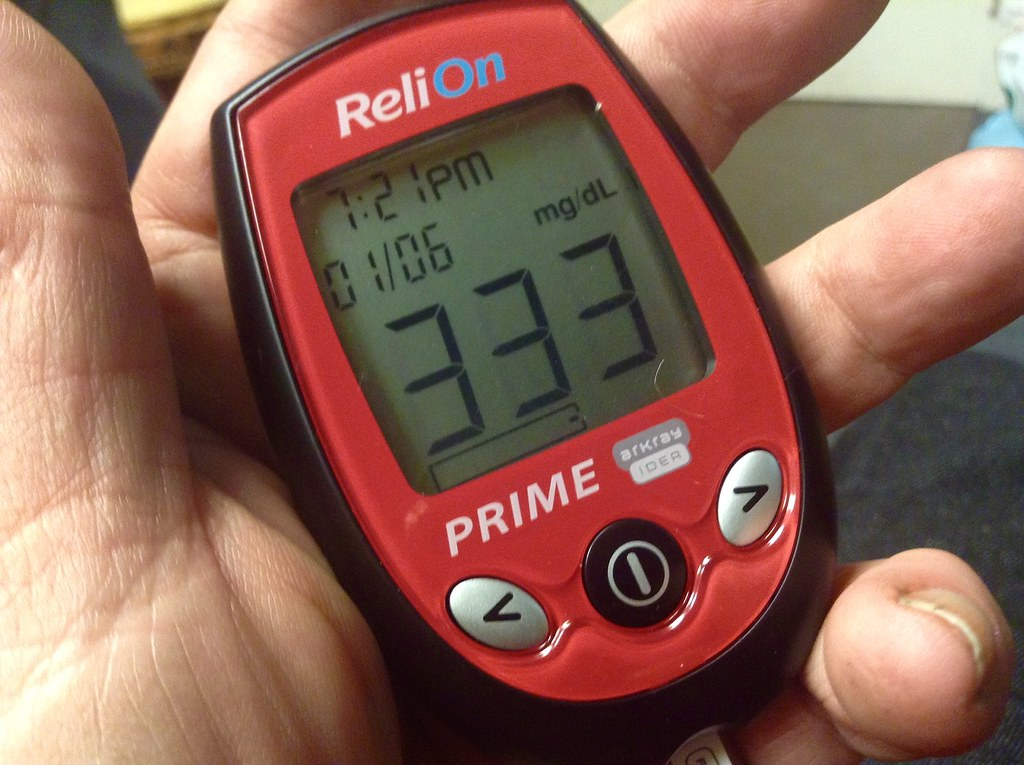 ReliOn
7:21PM
mg/dL
01/06
333
PRIME
arkray
IDEA
< >